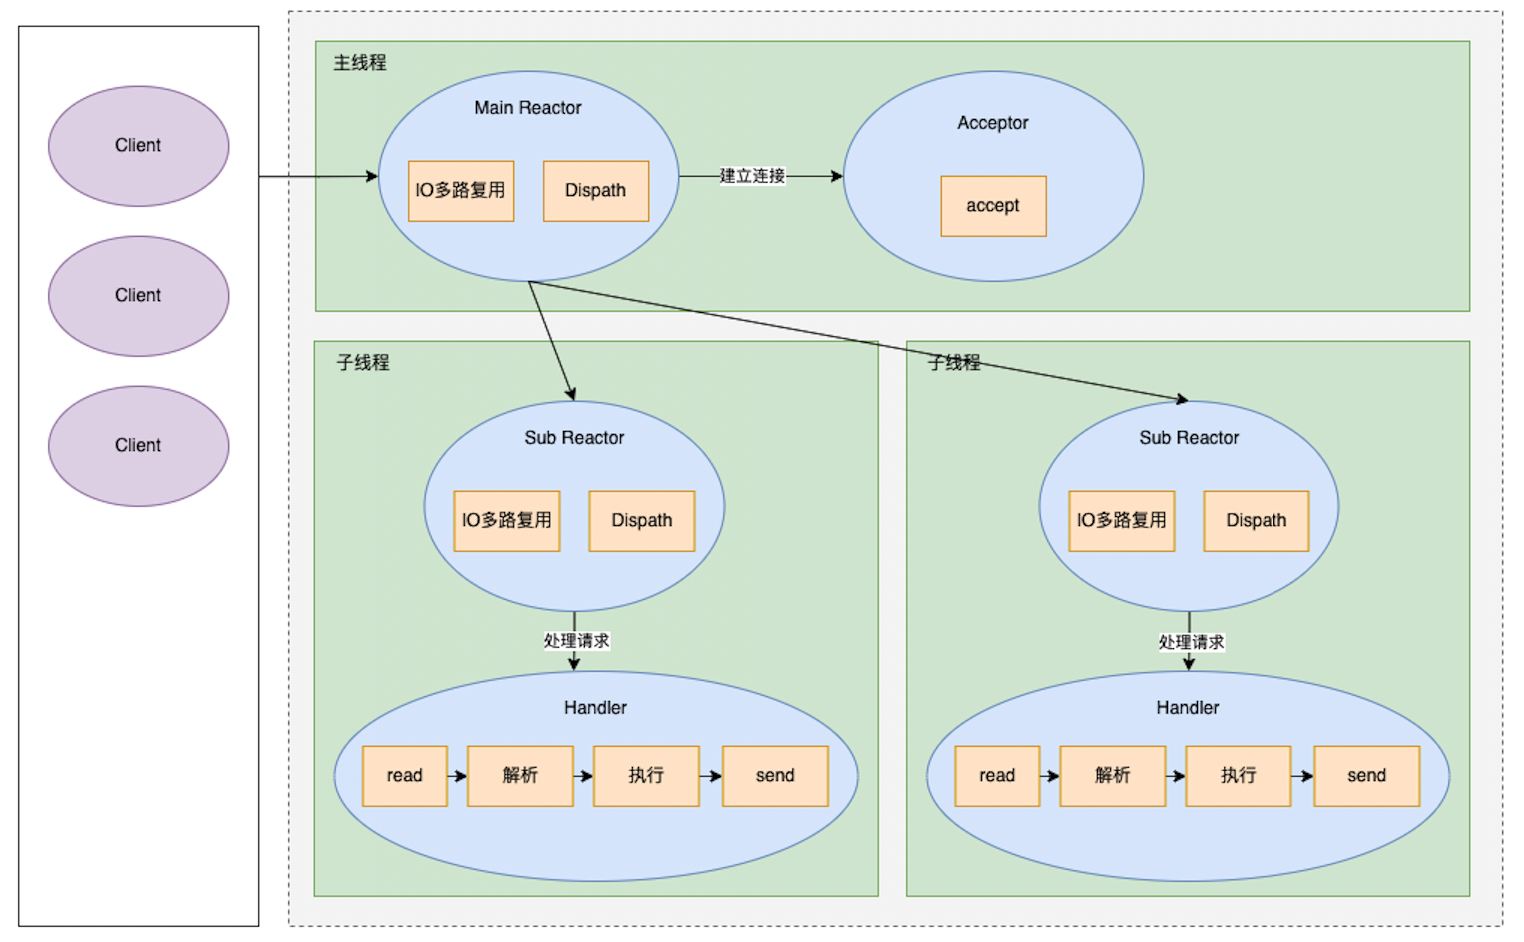 Client
Client
Client
主线程
Main Reactor
IO多路复用
Dispath
建立连接
Acceptor
accept
子线程
Sub Reactor
IO多路复用
Dispath
处理请求
Handler
read
解析
执行
send
子线程
Sub Reactor
IO多路复用
Dispath
处理请求
Handler
read
解析
执行
send